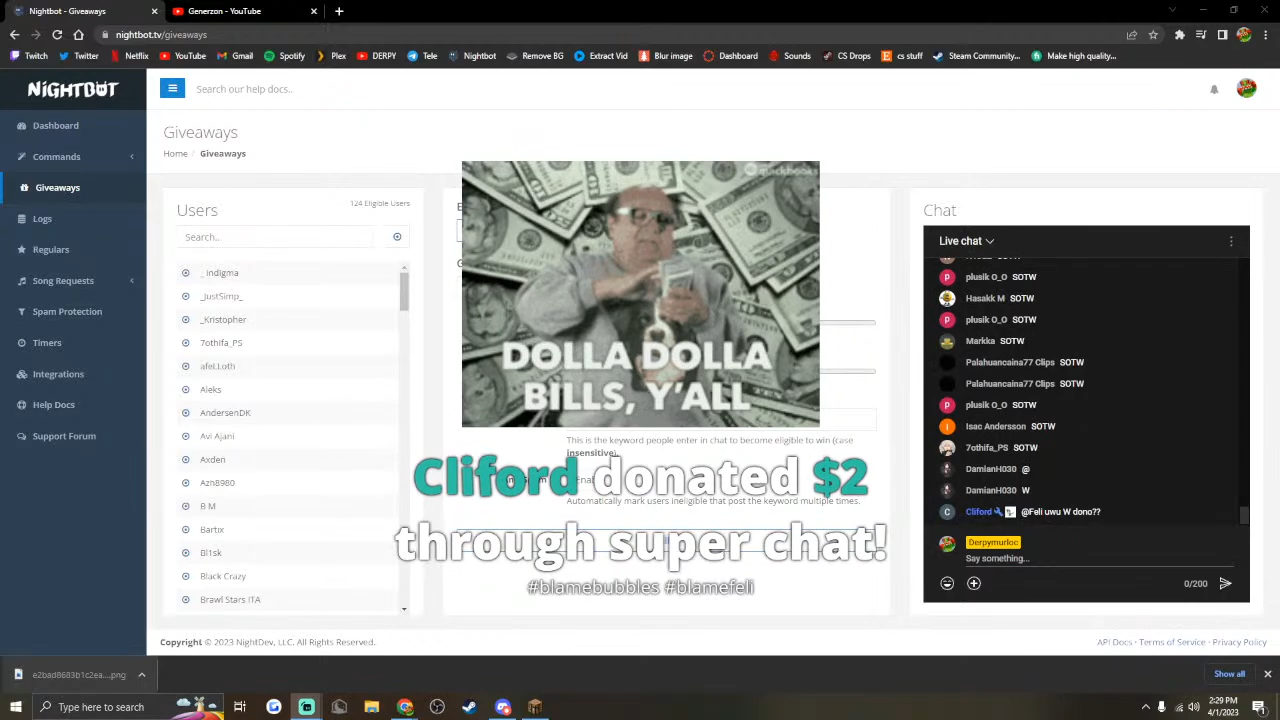 Nightbot - Giveaways
Generzon - YouTube
nightbot.tv/giveaways
Twitch
Twitter
Netflix
YouTube
Gmail
Spotify
Plex
DERPY
Tele
Nightbot
Remove BG
Extract Vid
Blur image
Dashboard
Sounds
CS Drops
cs stuff
Steam Community...
Make high quality...
NIGHTBOT
Search our help docs..
Dashboard
Commands
Giveaways
Logs
Regulars
Song Requests
Spam Protection
Timers
Integrations
Help Docs
Support Forum
Giveaways
Home / Giveaways
Users
124 Eligible Users
Search..
_ indigma
_JustSimp_
_Kristopher
7othifa_PS
afeLLoth
Aleks
AndersenDK
Avi Ajani
Axden
Azh8980
B M
Bartix
Bl1sk
Black Crazy
Brawl Stars ITA
quickbooks
DOLLA DOLLA
BILLS, Y'ALL
This is the keyword people enter in chat to become eligible to win (case
insensitive).
Cliford donated $2
Automatically mark users ineligible that post the keyword multiple times.
through super chat!
#blamebubbles #blamefeli
Chat
Live chat
plusik O_O SOTW
Hasakk M SOTW
plusik O_O SOTW
Markka SOTW
Palahuancaina77 Clips SOTW
Palahuancaina77 Clips SOTW
plusik O_O SOTW
Isac Andersson SOTW
7othifa_PS SOTW
DamianH030 @
DamianH030 W
Cliford @Feli uwu W dono??
Derpymurloc
Say something...
0/200
Copyright © 2023 NightDev, LLC. All Rights Reserved.
API Docs · Terms of Service · Privacy Policy
e2bad8683b1c2ea....png
Show all
Type here to search
2:29 PM
4/1/2023